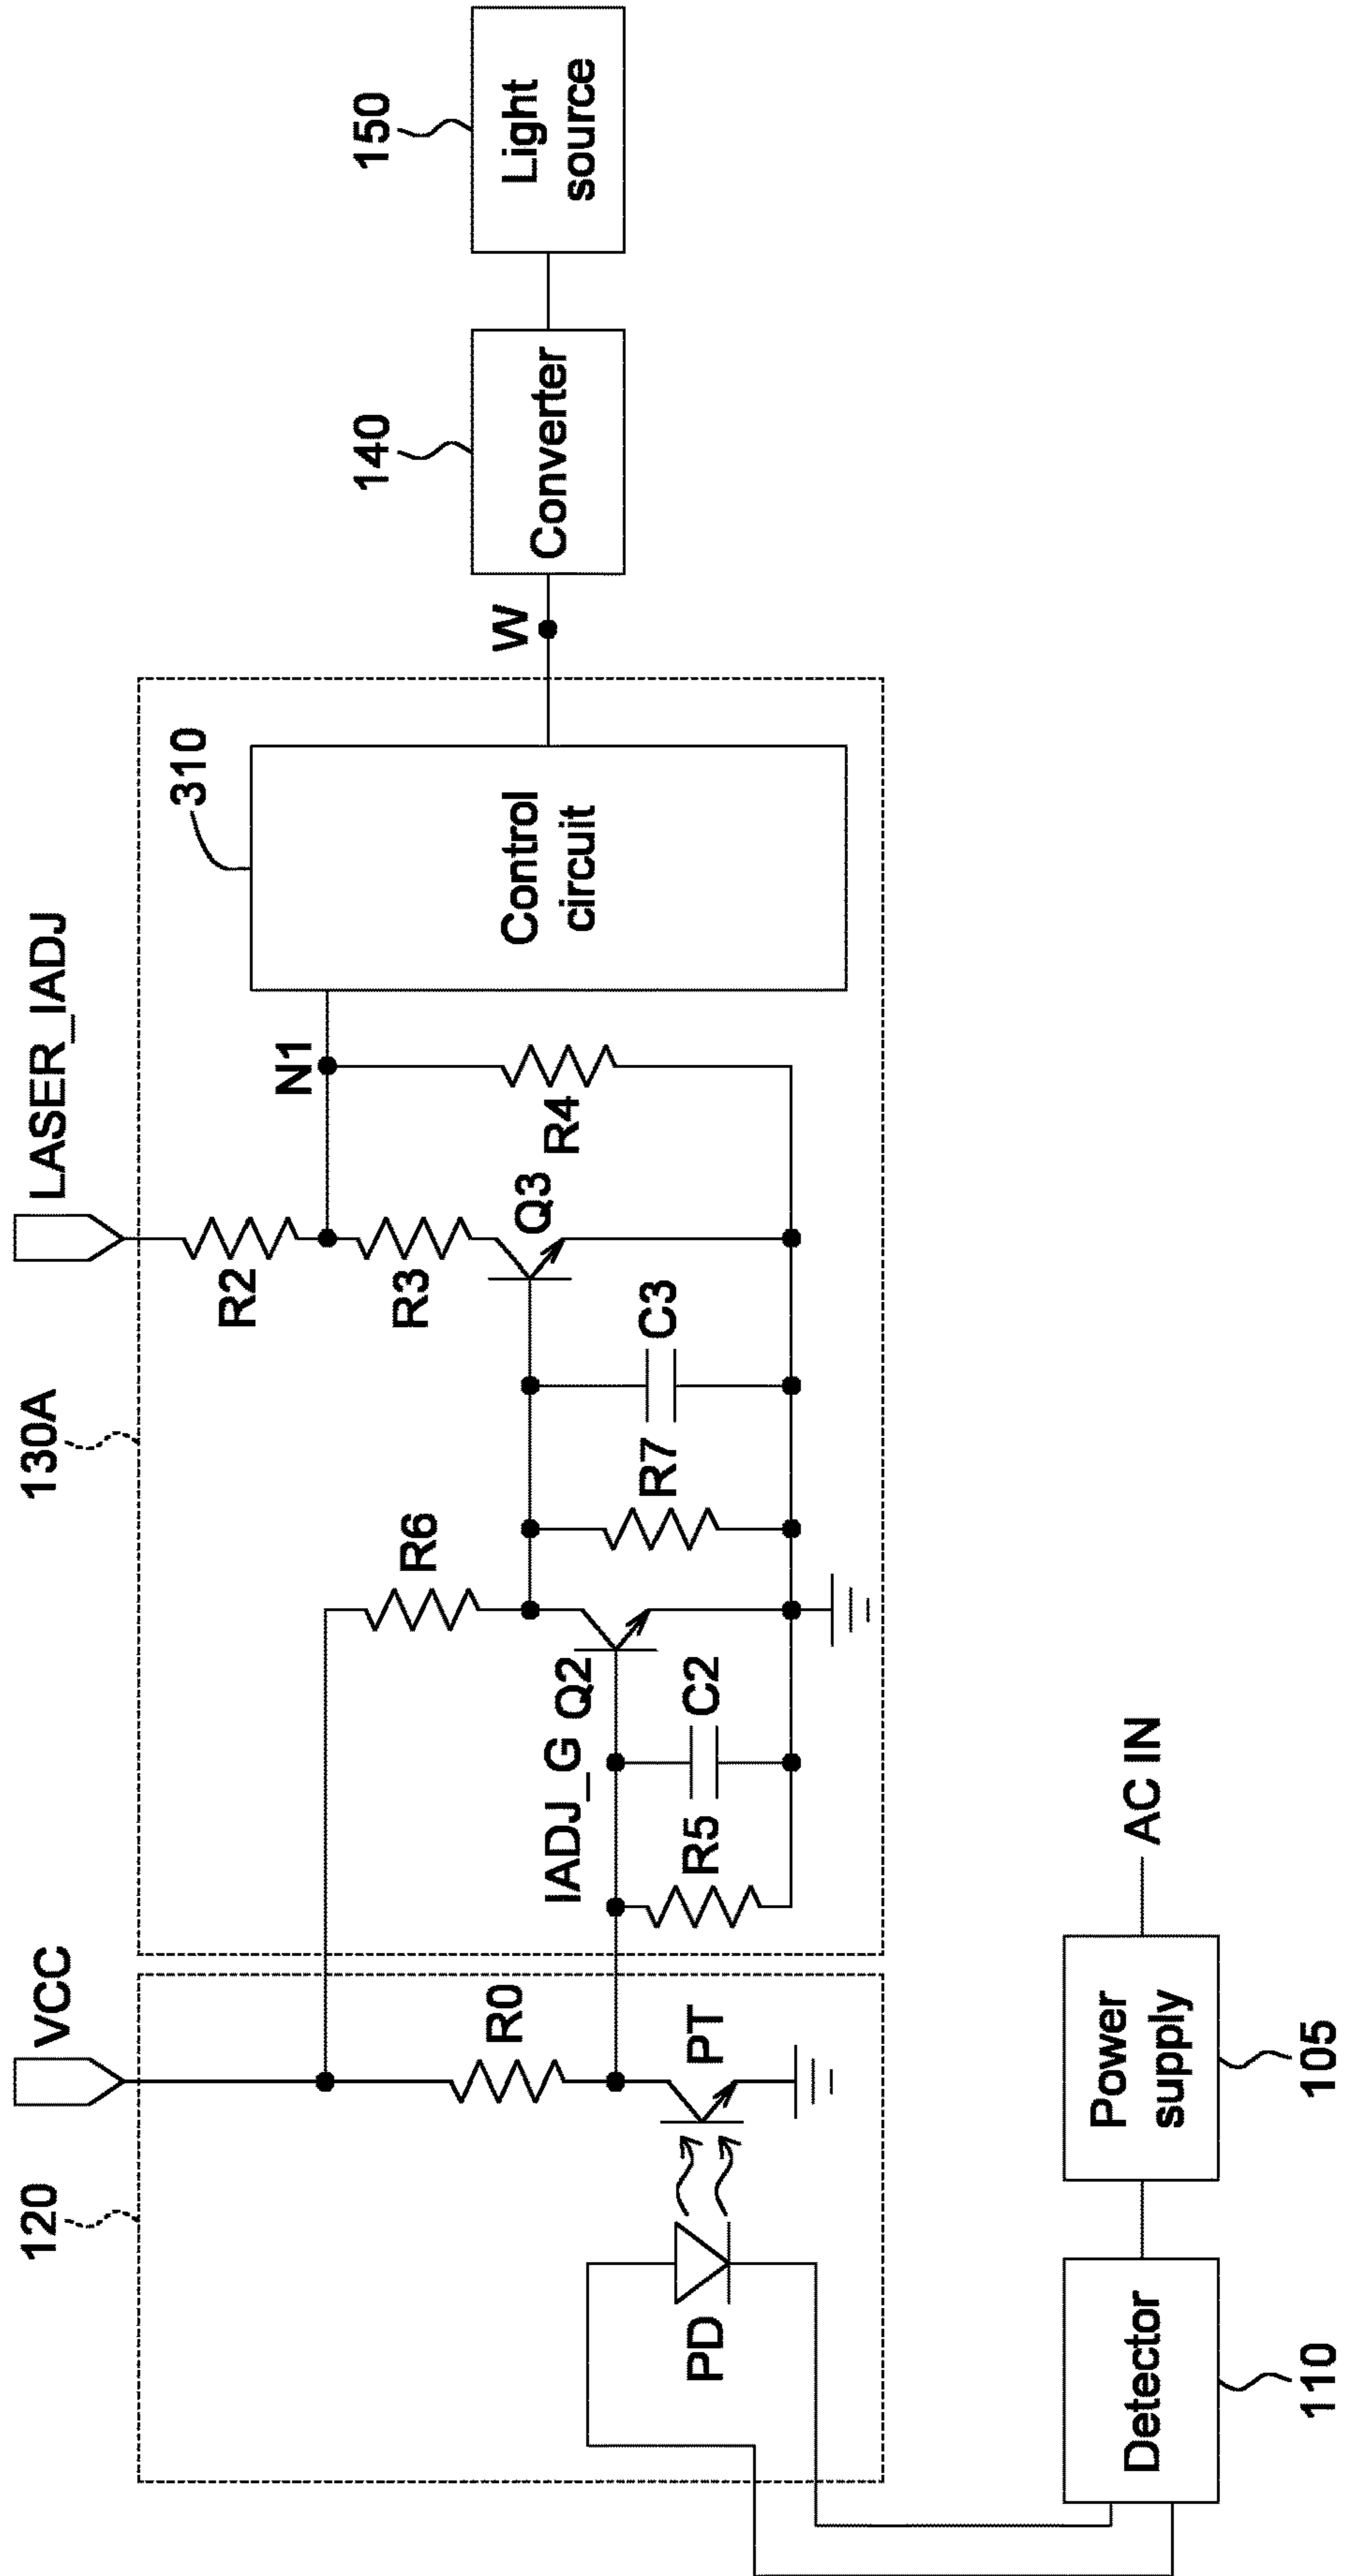 120
VCC
130A
LASER_IADJ
R0
PT
PD
R6
IADJ_G
Q2
R5
C2
R7
C3
R2
R3
Q3
N1
R4
310
Control
circuit
W
140
Converter
150
Light
source
Detector
110
Power
supply
105
AC IN